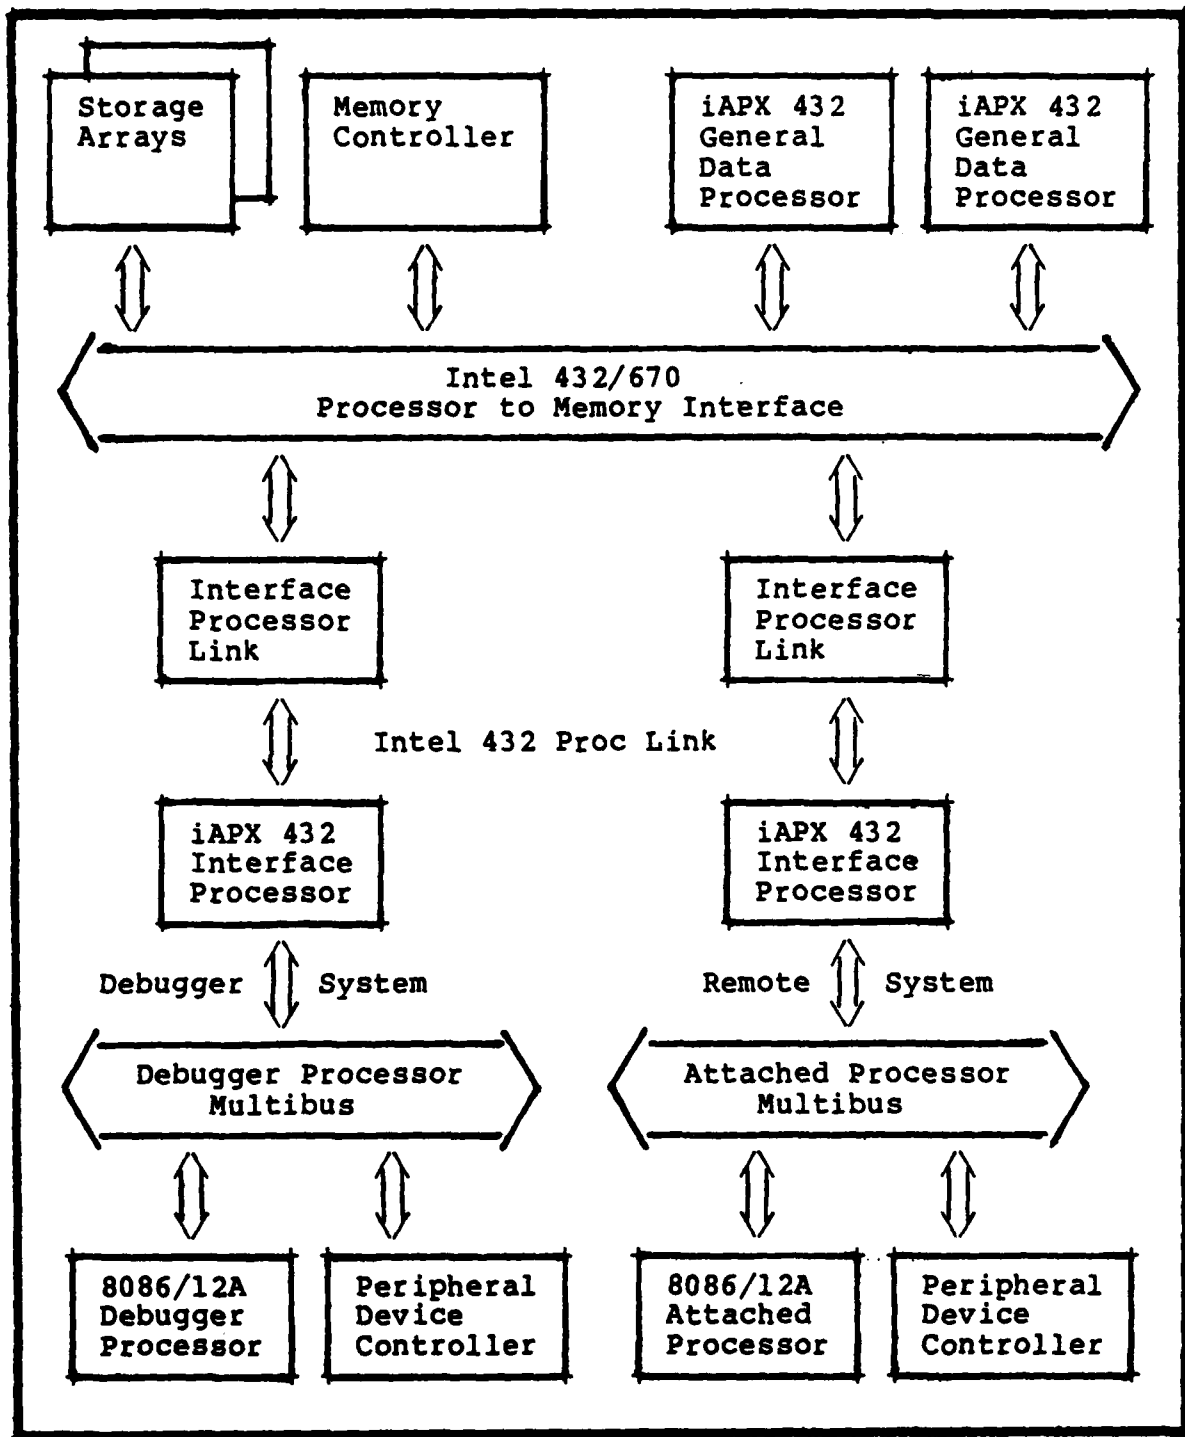 Storage
Arrays
Memory
Controller
iAPX 432
General
Data
Processor
iAPX 432
General
Data
Processor
Intel 432/670
Processor to Memory Interface
Interface
Processor
Link
Interface
Processor
Link
Intel 432 Proc Link
iAPX 432
Interface
Processor
iAPX 432
Interface
Processor
Debugger System
Remote System
Debugger Processor
Multibus
Attached Processor
Multibus
8086/12A
Debugger
Processor
Peripheral
Device
Controller
8086/12A
Attached
Processor
Peripheral
Device
Controller